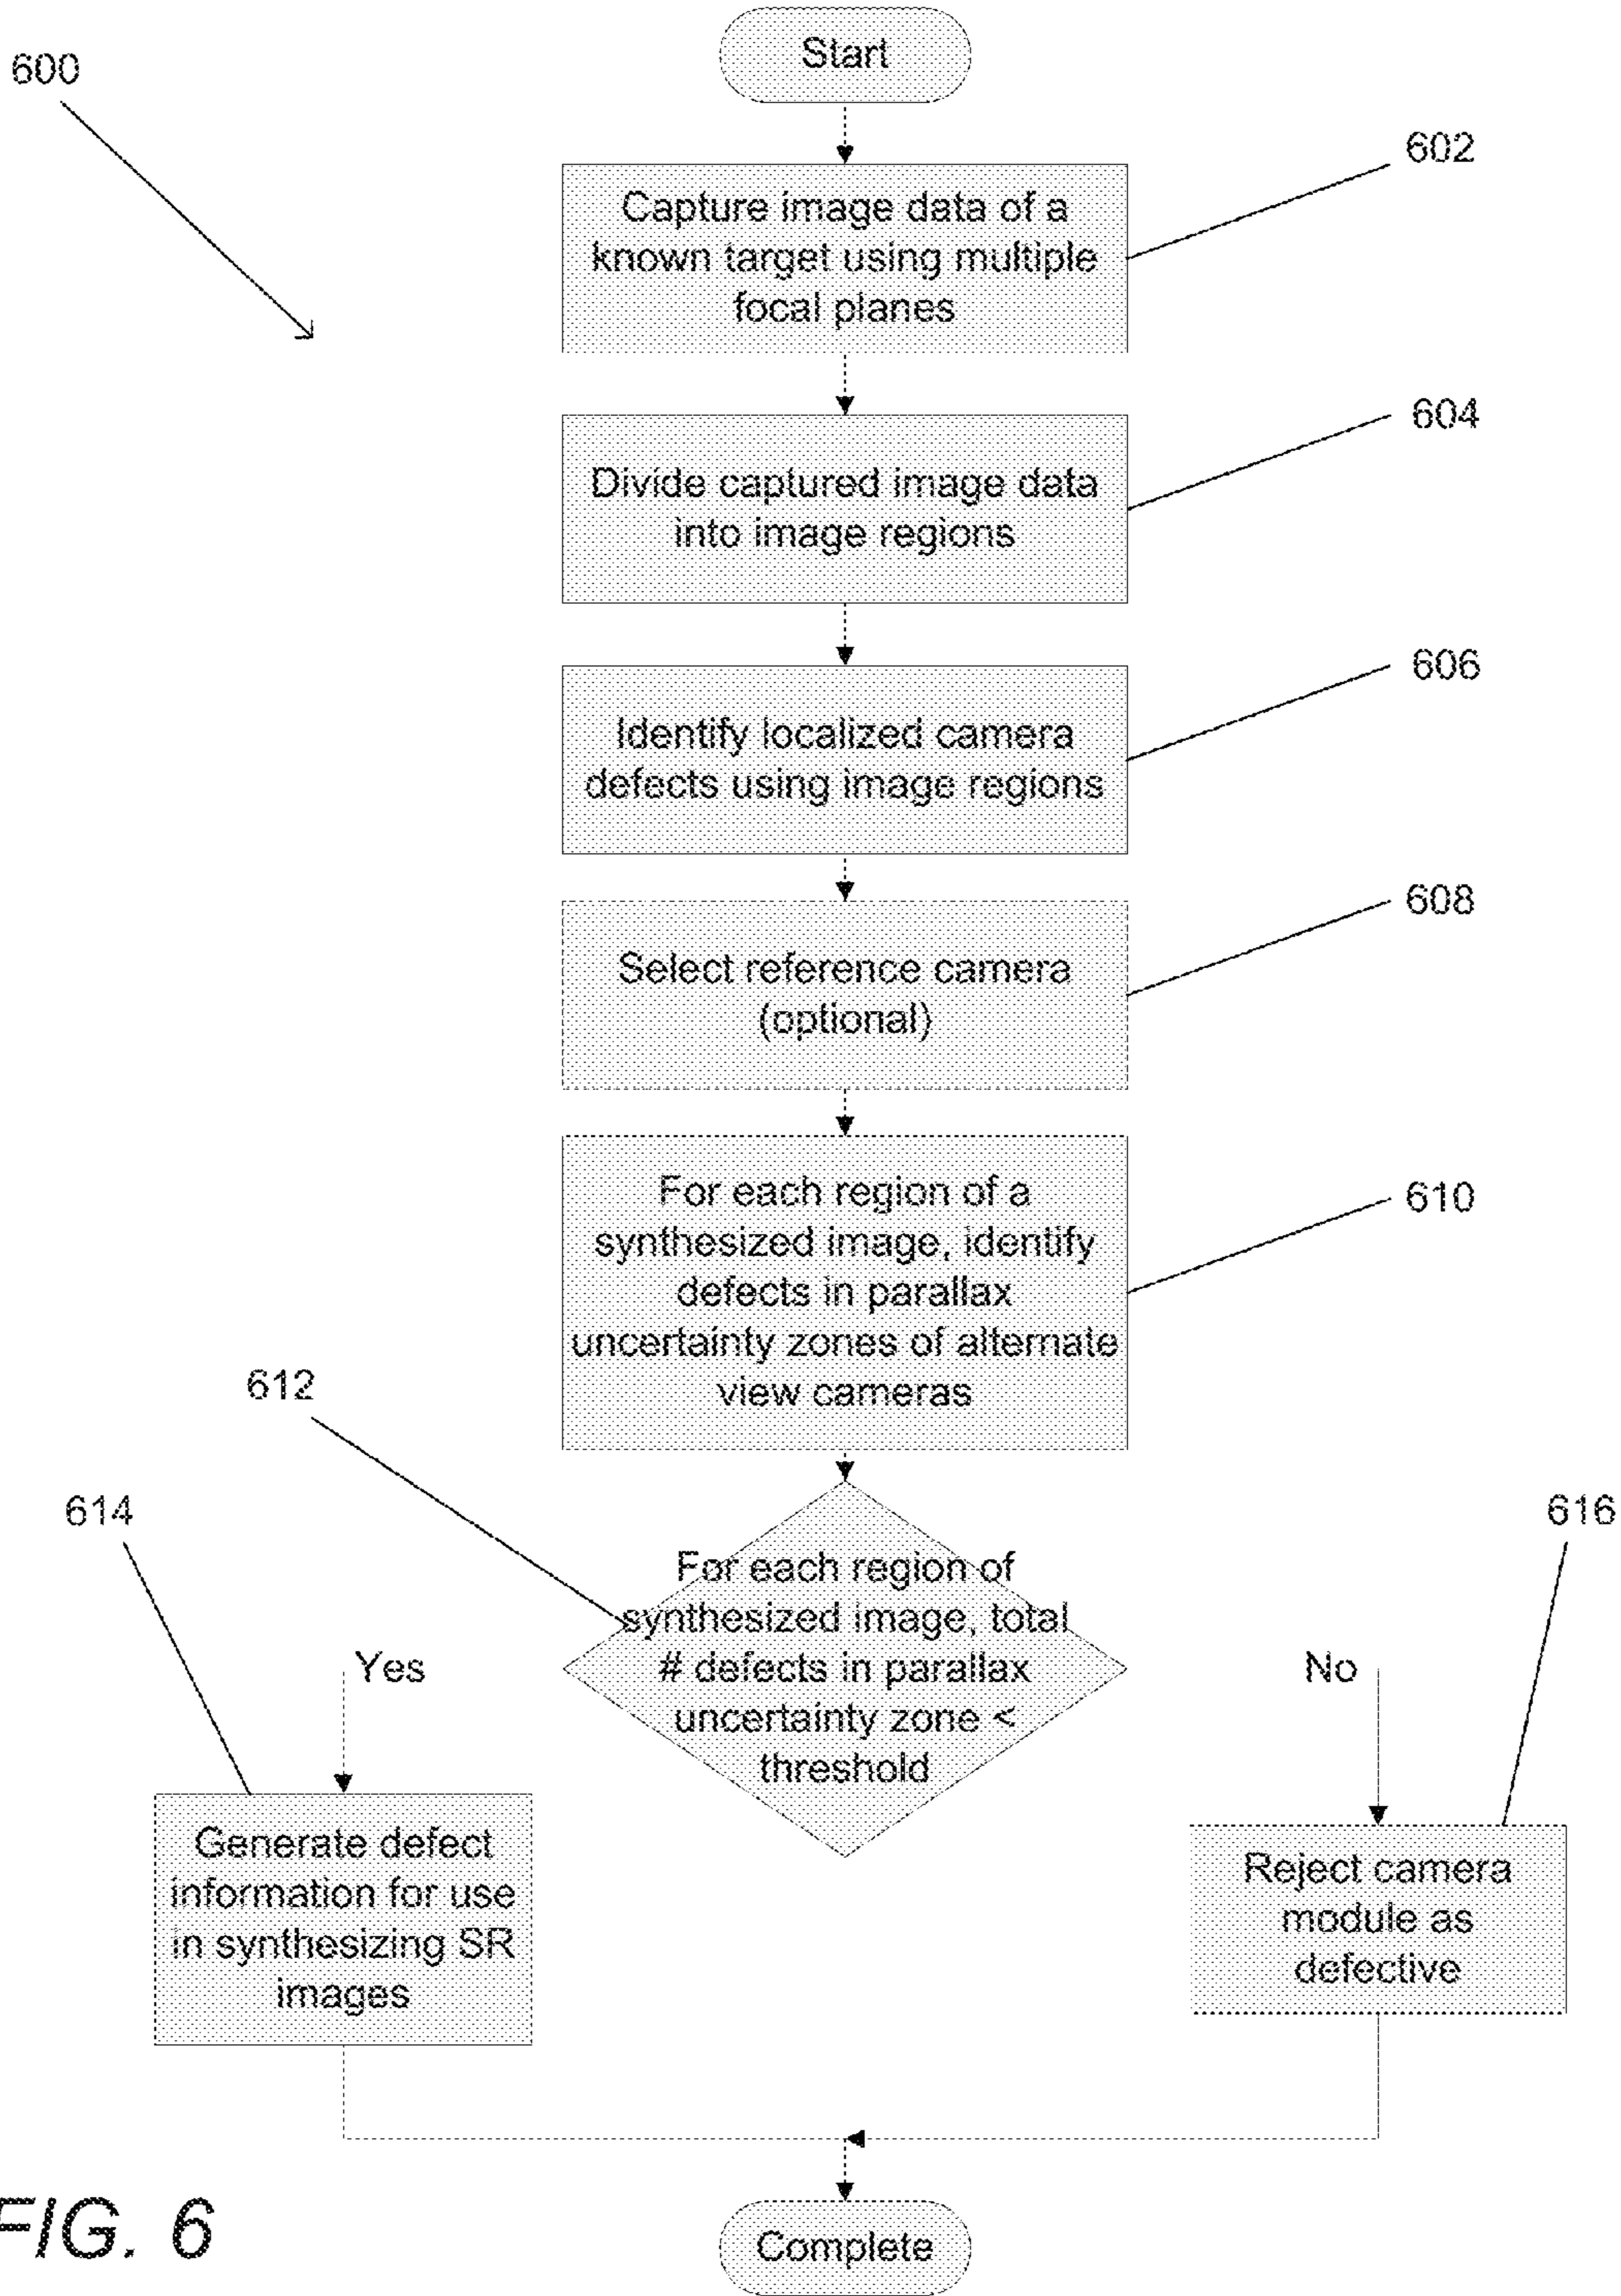 600
Start
602
Capture image data of a
known target using multiple
focal planes
604
Divide captured image data
into image regions
606
Identify localized camera
defects using image regions
608
Select reference camera
(optional)
610
For each region of a
synthesized image, identify
defects in parallax
uncertainty zones of alternate
view cameras
612
For each region of
synthesized image, total
# defects in parallax
uncertainty zone <
threshold
614
Yes
Generate defect
information for use
in synthesizing SR
images
616
No
Reject camera
module as
defective
Complete
FIG. 6